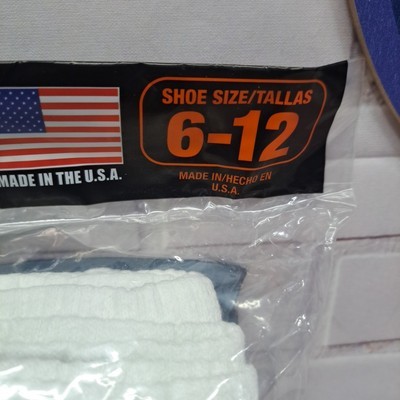 SHOE SIZE/TALLAS
6-12
MADE IN THE U.S.A.
MADE IN/HECHO EN
U.S.A.